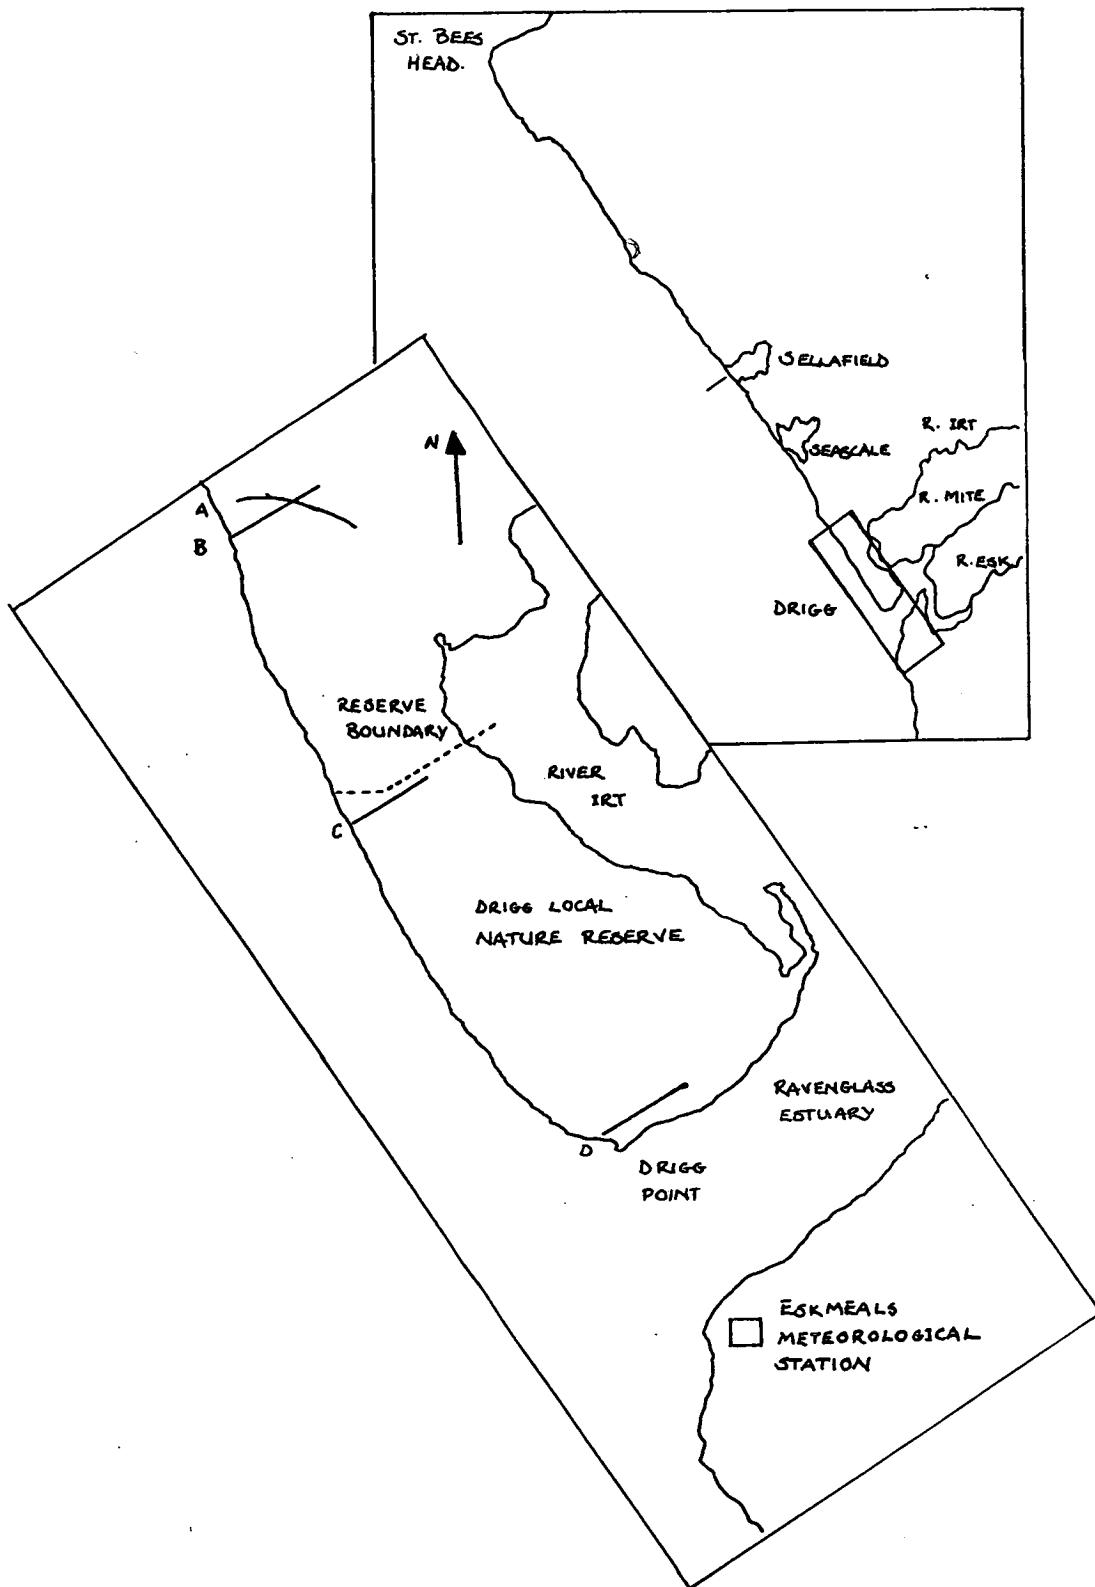 ST. BEES
HEAD.
SELLAFIELD
SEASCALE
R. IRT
R. MITE
R. ESK
DRIGG
N
A
B
RESERVE
BOUNDARY
RIVER
IRT
C
DRIGG LOCAL
NATURE RESERVE
RAVENGLASS
ESTUARY
D
DRIGG
POINT
ESKMEALS
METEOROLOGICAL
STATION